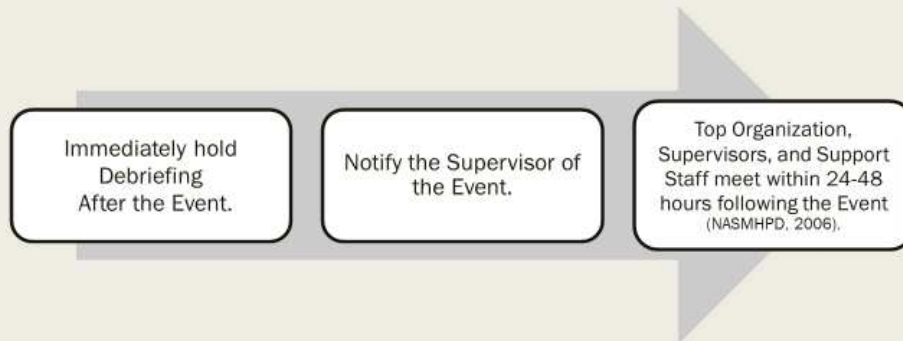 Immediately hold
Debriefing
After the Event.
Notify the Supervisor of
the Event.
Top Organization,
Supervisors, and Support
Staff meet within 24-48
hours following the Event
(NASMHPD, 2006).